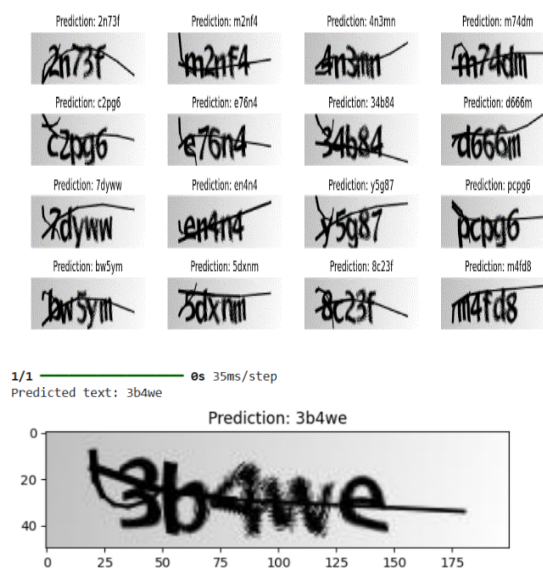 Prediction: 2n73f Prediction: m2nf4 Prediction: 4n3mn Prediction: m74dm
2n73f m2nf4 4n3mn m74dm
Prediction: c2pg6 Prediction: e76n4 Prediction: 34b84 Prediction: d666m
c2pg6 e76n4 34b84 d666m
Prediction: 7dyww Prediction: en4n4 Prediction: y5g87 Prediction: pcpg6
7dyww en4n4 y5g87 pcpg6
Prediction: bw5ym Prediction: 5dxnm Prediction: 8c23f Prediction: m4fd8
bw5ym 5dxnm 8c23f m4fd8
1/1 0s 35ms/step
Predicted text: 3b4we
Prediction: 3b4we
0
20
40
3b4we
0 25 50 75 100 125 150 175